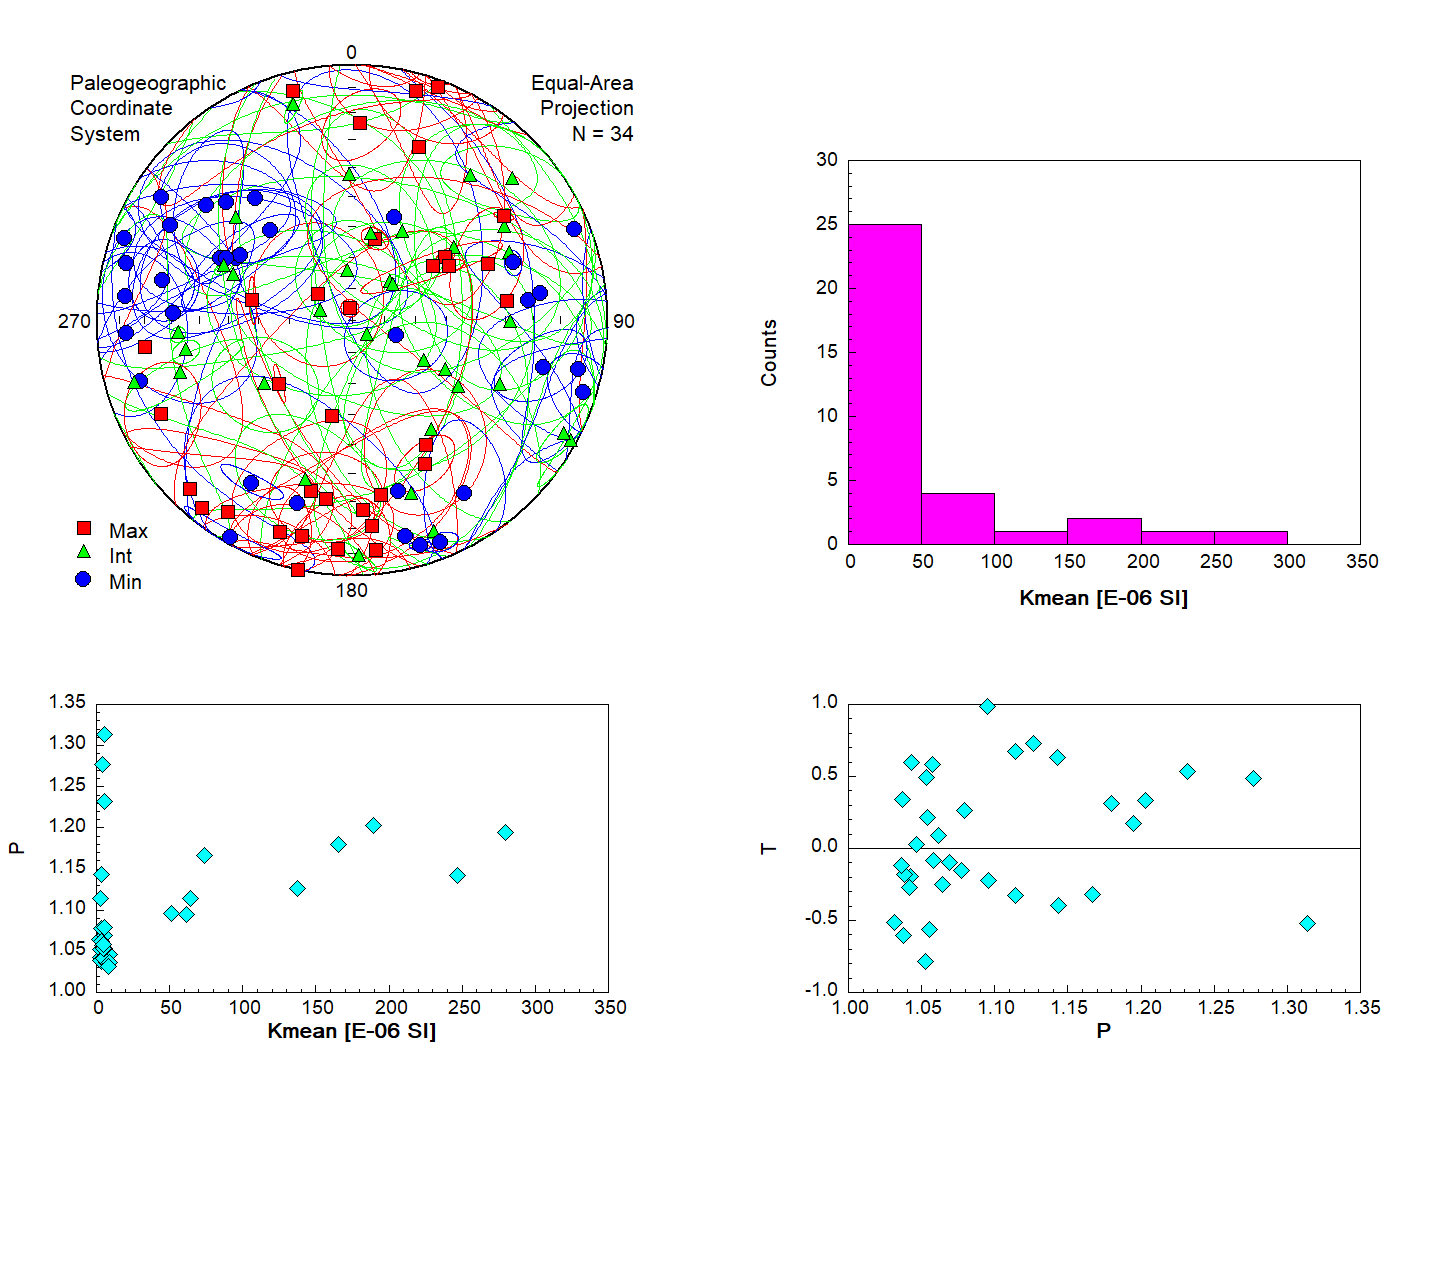 0
Paleogeographic
Coordinate
System
Equal-Area
Projection
N = 34
270
90
180
Max
Int
Min
30
25
20
15
10
5
0
Counts
0 50 100 150 200 250 300 350
Kmean [E-06 SI]
1.35
1.30
1.25
1.20
1.15
1.10
1.05
1.00
P
0 50 100 150 200 250 300 350
Kmean [E-06 SI]
1.0
0.5
0.0
-0.5
-1.0
T
1.00 1.05 1.10 1.15 1.20 1.25 1.30 1.35
P